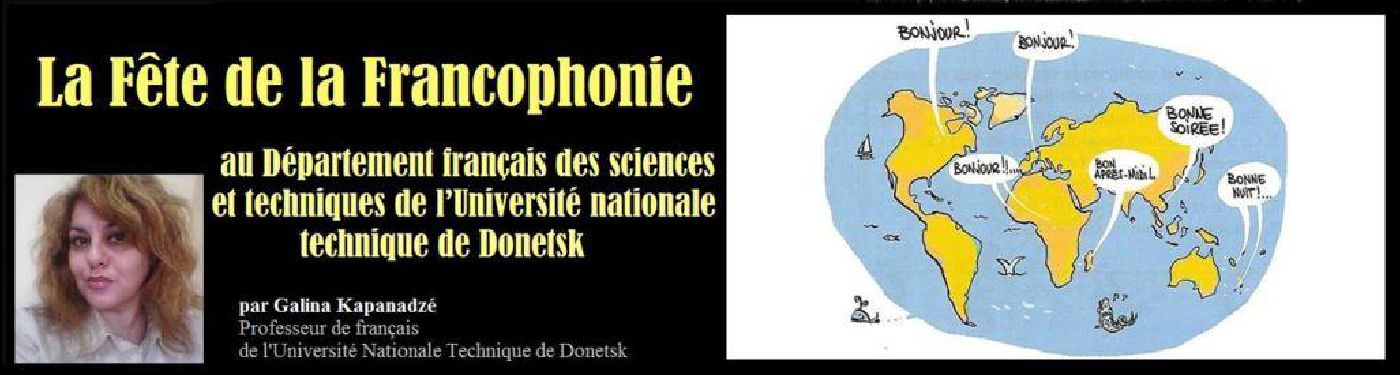 La Fête de la Francophonie
au Département français des sciences
et techniques de l'Université nationale
technique de Donetsk
par Galina Kapanadzé
Professeur de français
de l'Université Nationale Technique de Donetsk
BONJOUR!
BONJOUR!
BONNE
SOIRÉE!
BONJOUR!!...
BON
APRÈS-MIDI!
BONNE
NUIT!...